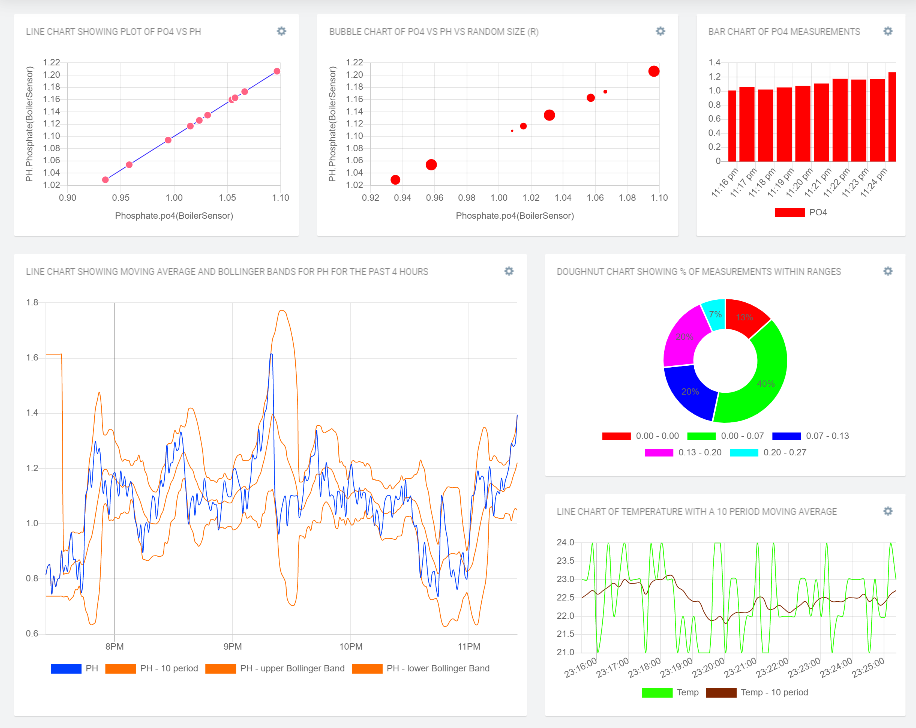 LINE CHART SHOWING PLOT OF PO4 VS PH
1.22
1.20
1.18
1.16
1.14
1.12
1.10
1.08
1.06
1.04
1.02
PH Phosphate(BoilerSensor)
0.90 0.95 1.00 1.05 1.10
Phosphate.po4(BoilerSensor)
BUBBLE CHART OF PO4 VS PH VS RANDOM SIZE (R)
1.22
1.20
1.18
1.16
1.14
1.12
1.10
1.08
1.06
1.04
1.02
PH Phosphate(BoilerSensor)
0.92 0.94 0.96 0.98 1.00 1.02 1.04 1.06 1.08 1.10
Phosphate.po4(BoilerSensor)
BAR CHART OF PO4 MEASUREMENTS
1.4
1.2
1.0
0.8
0.6
0.4
0.2
0
11:16 pm 11:17 pm 11:18 pm 11:19 pm 11:20 pm 11:21 pm 11:22 pm 11:23 pm 11:24 pm
PO4
LINE CHART SHOWING MOVING AVERAGE AND BOLLINGER BANDS FOR PH FOR THE PAST 4 HOURS
1.8
1.6
1.4
1.2
1.0
0.8
0.6
8PM 9PM 10PM 11PM
PH PH - 10 period PH - upper Bollinger Band PH - lower Bollinger Band
DOUGHNUT CHART SHOWING % OF MEASUREMENTS WITHIN RANGES
7% 13%
40%
20%
0.00 - 0.00 0.00 - 0.07 0.07 - 0.13
0.13 - 0.20 0.20 - 0.27
LINE CHART OF TEMPERATURE WITH A 10 PERIOD MOVING AVERAGE
24.0
23.5
23.0
22.5
22.0
21.5
21.0
23:16:00 23:17:00 23:18:00 23:19:00 23:20:00 23:21:00 23:22:00 23:23:00 23:24:00 23:25:00
Temp Temp - 10 period